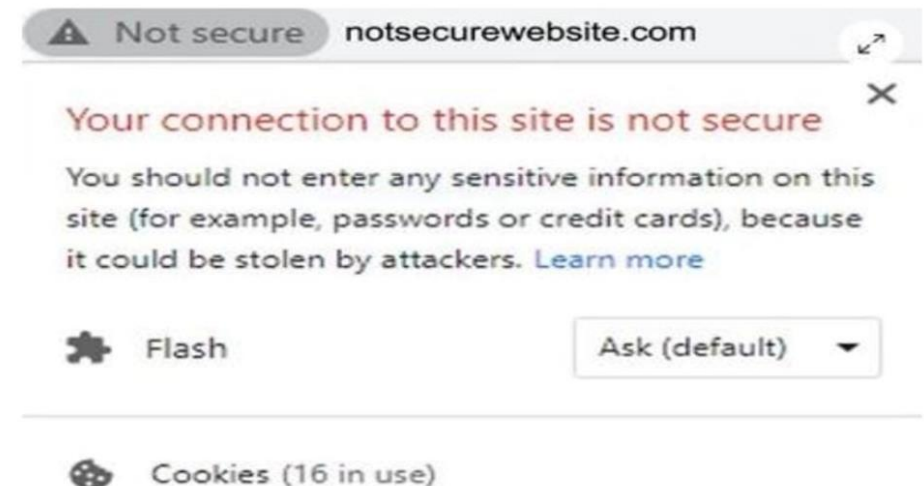 Not secure notsecurewebsite.com
Your connection to this site is not secure
You should not enter any sensitive information on this
site (for example, passwords or credit cards), because
it could be stolen by attackers. Learn more
Flash Ask (default)
Cookies (16 in use)